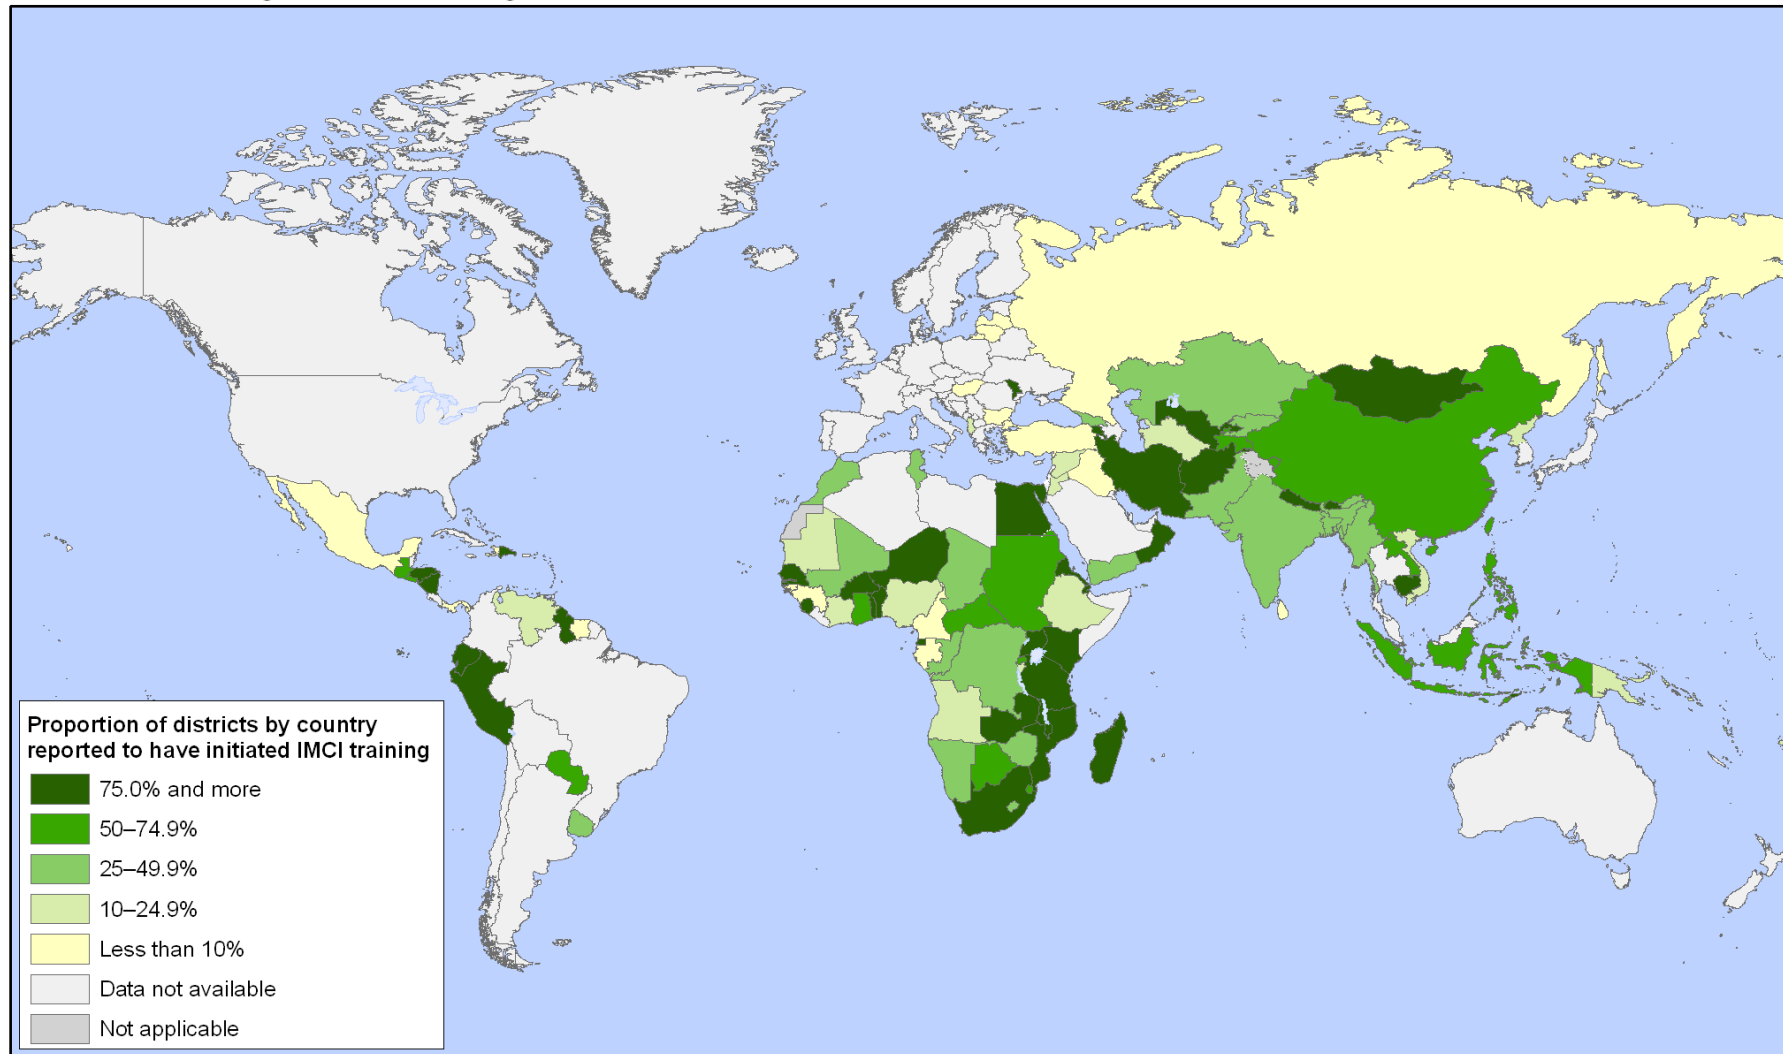 Proportion of districts by country
reported to have initiated IMCI training
75.0% and more
50–74.9%
25–49.9%
10–24.9%
Less than 10%
Data not available
Not applicable